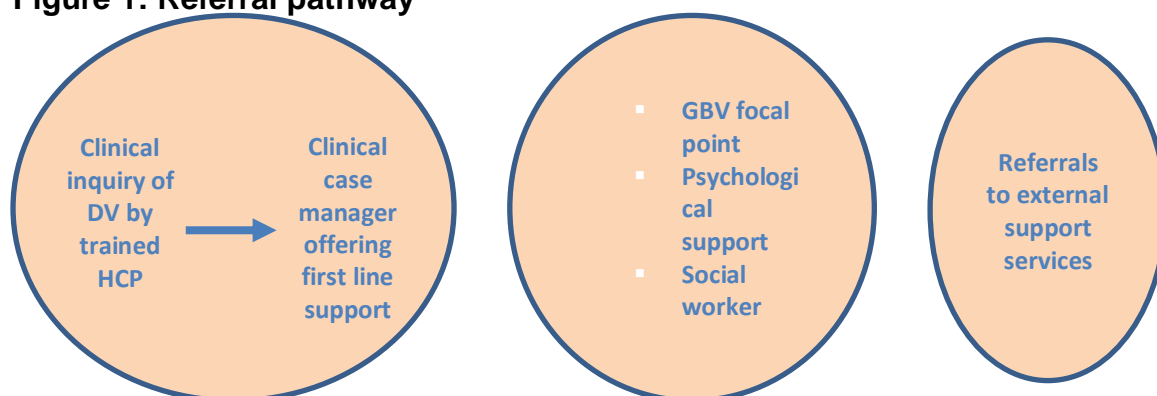 Figure 1: Referral pathway
Clinical
inquiry of
DV by
trained
HCP
Clinical
case
manager
offering
first line
support
▪ GBV focal
point
▪ Psychologi
cal
support
▪ Social
worker
Referrals
to external
support
services